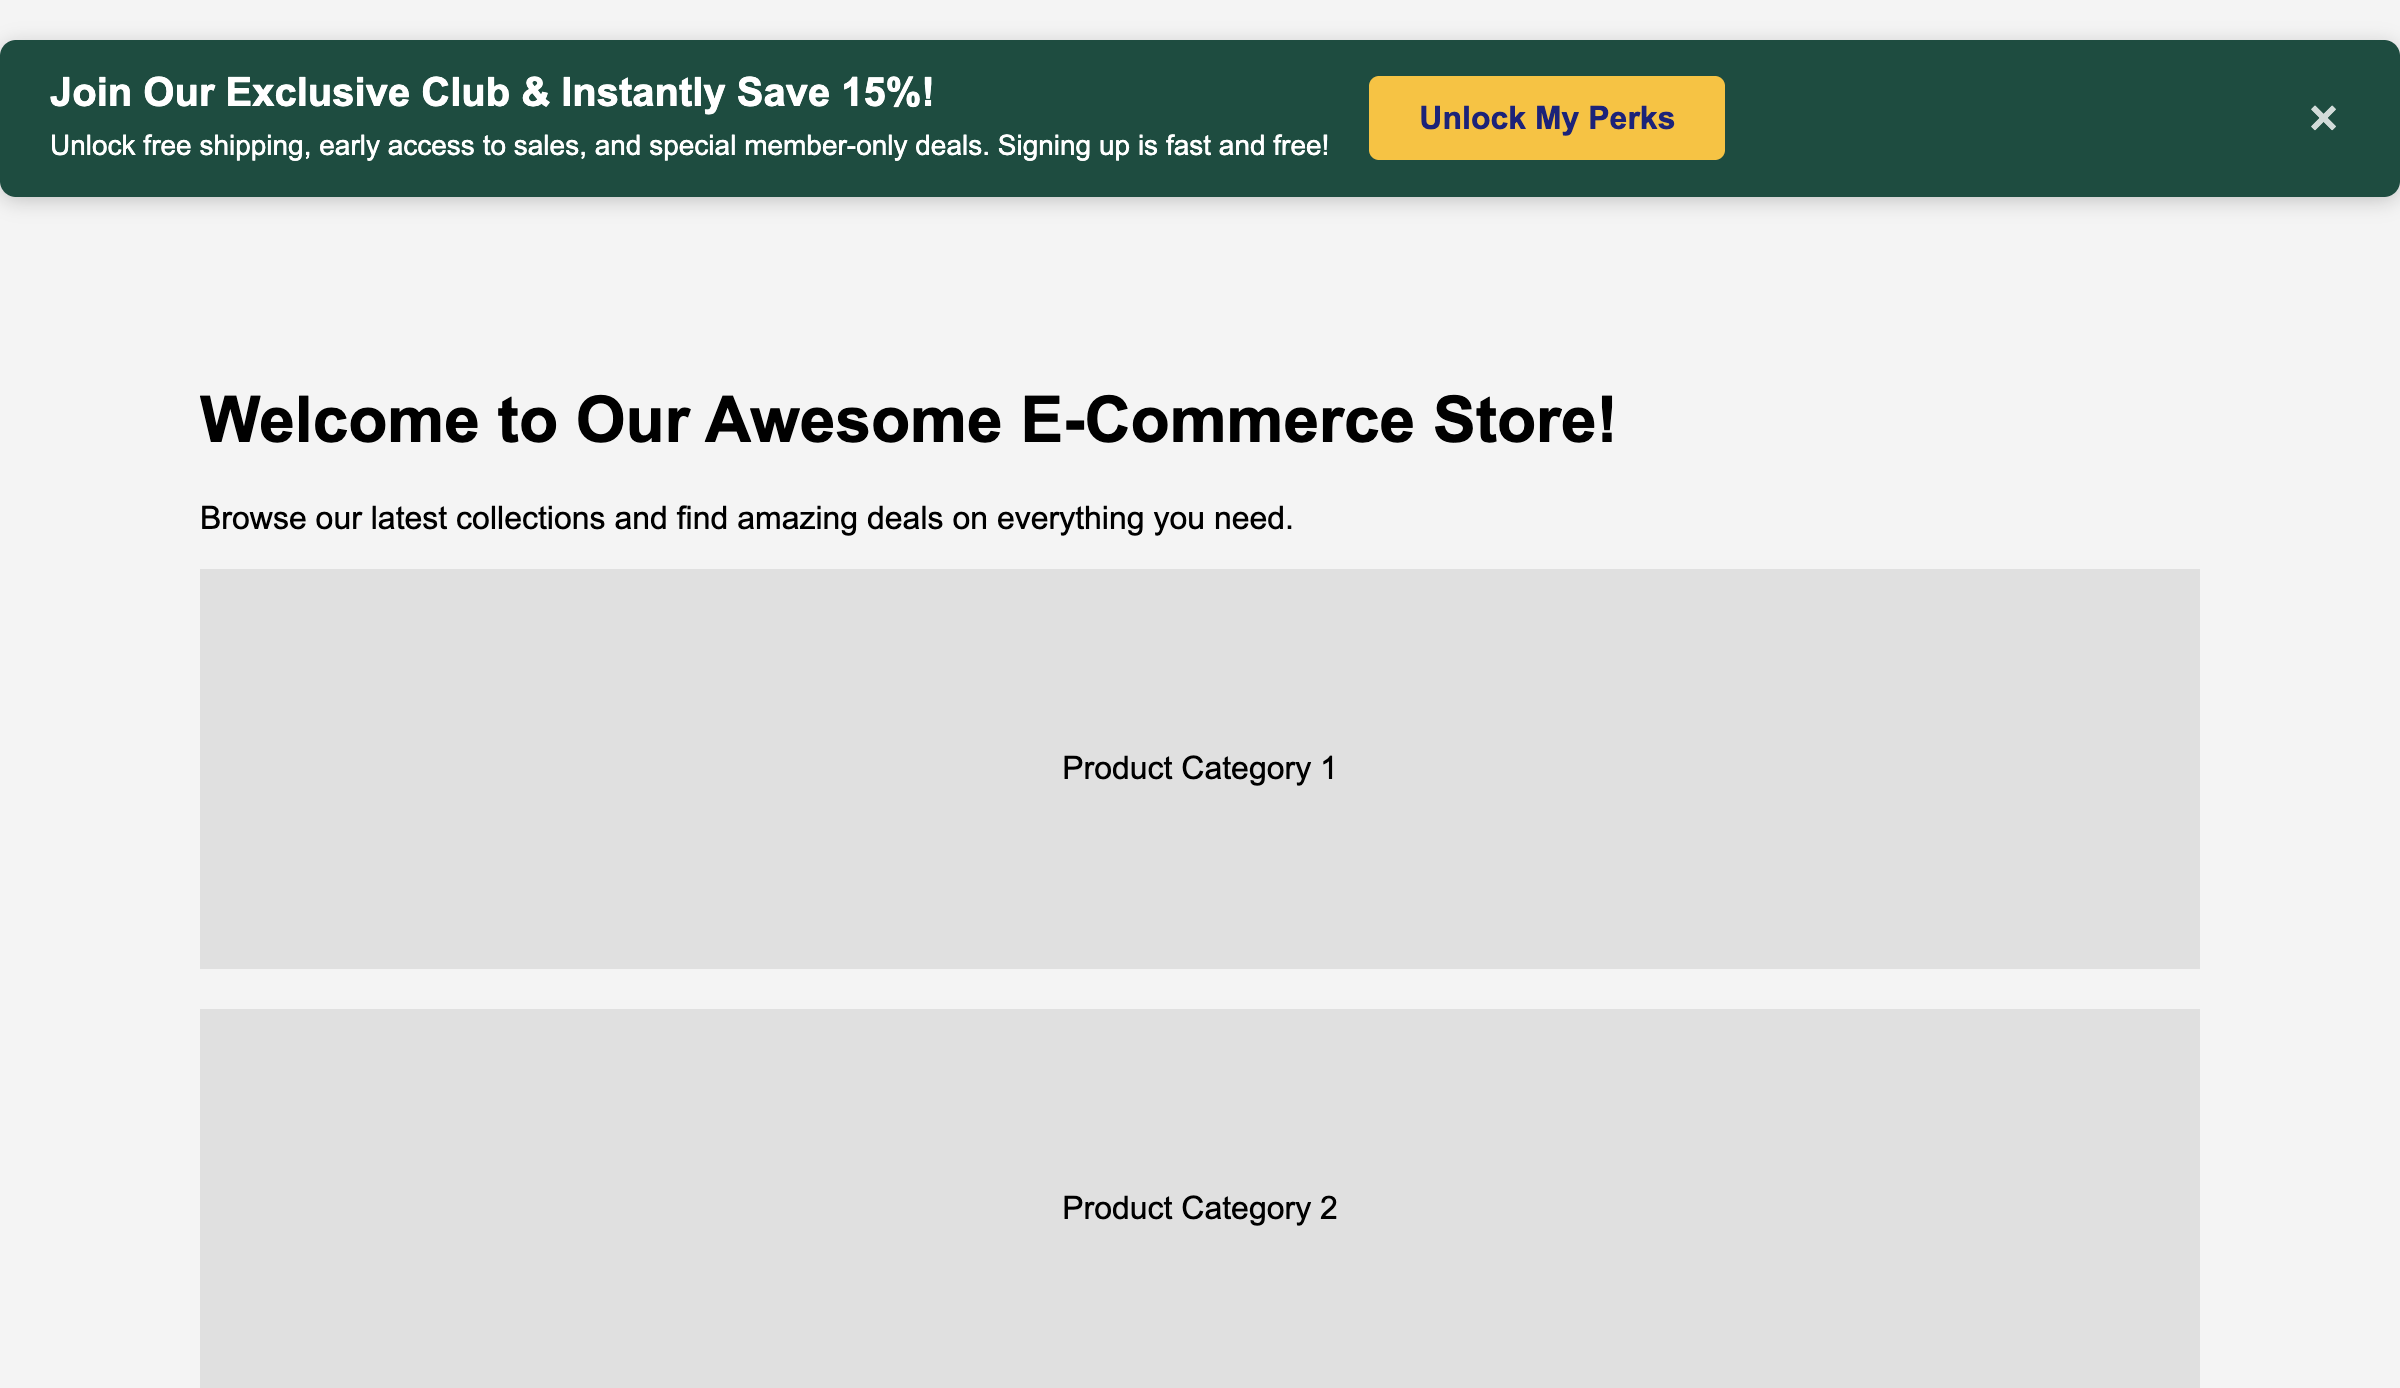 Join Our Exclusive Club & Instantly Save 15%!
Unlock free shipping, early access to sales, and special member-only deals. Signing up is fast and free!
Unlock My Perks
×
Welcome to Our Awesome E-Commerce Store!
Browse our latest collections and find amazing deals on everything you need.
Product Category 1
Product Category 2